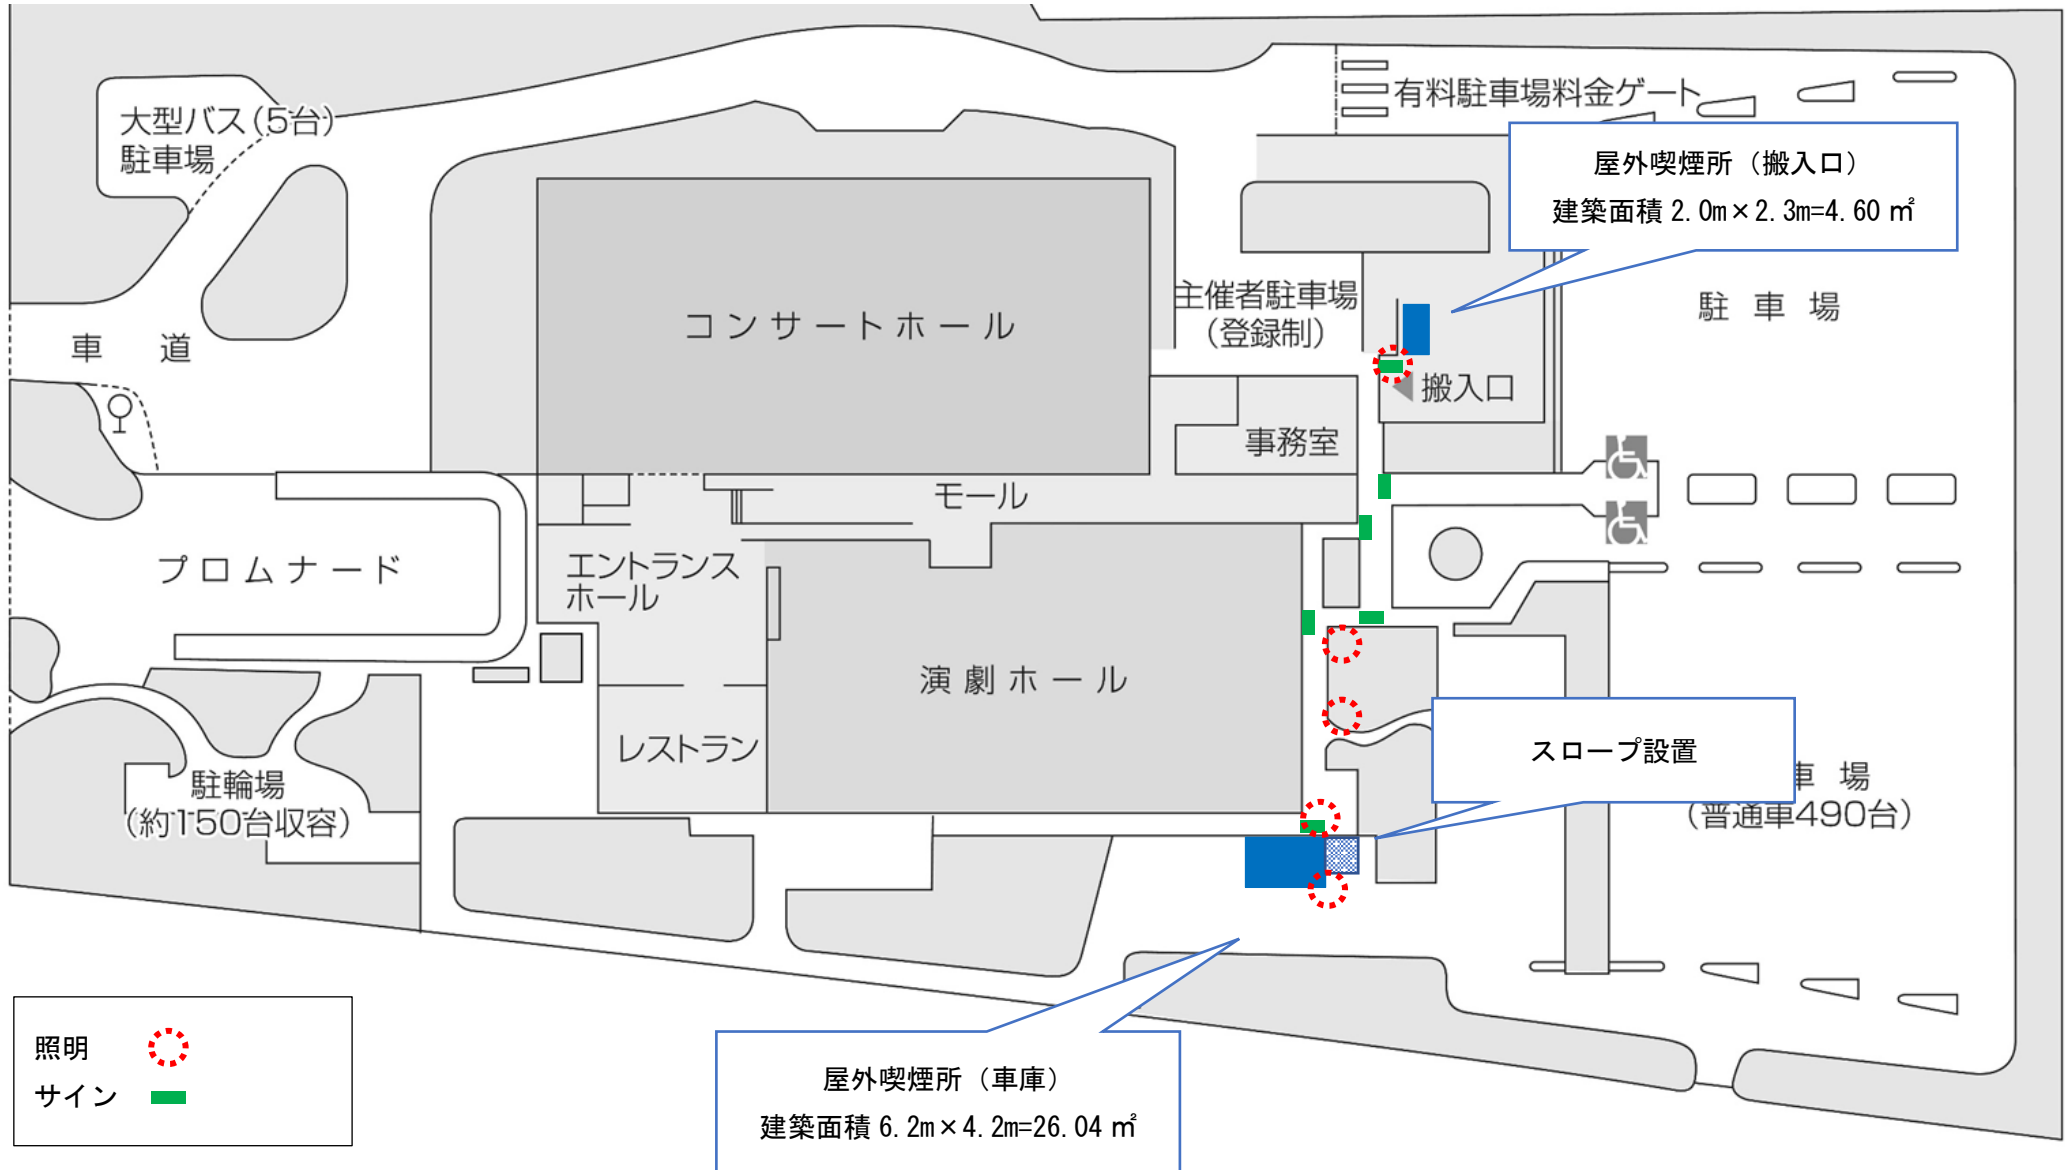 大型バス(5台)
駐車場
有料駐車場料金ゲート
屋外喫煙所（搬入口）
建築面積 2.0m×2.3m=4.60 ㎡
コンサートホール
主催者駐車場
(登録制)
駐車場
車道
搬入口
事務室
モール
プロムナード
エントランス
ホール
演劇ホール
レストラン
スロープ設置
駐輪場
(約150台収容)
車場
(普通車490台)
照明
サイン
屋外喫煙所（車庫）
建築面積 6.2m×4.2m=26.04 ㎡